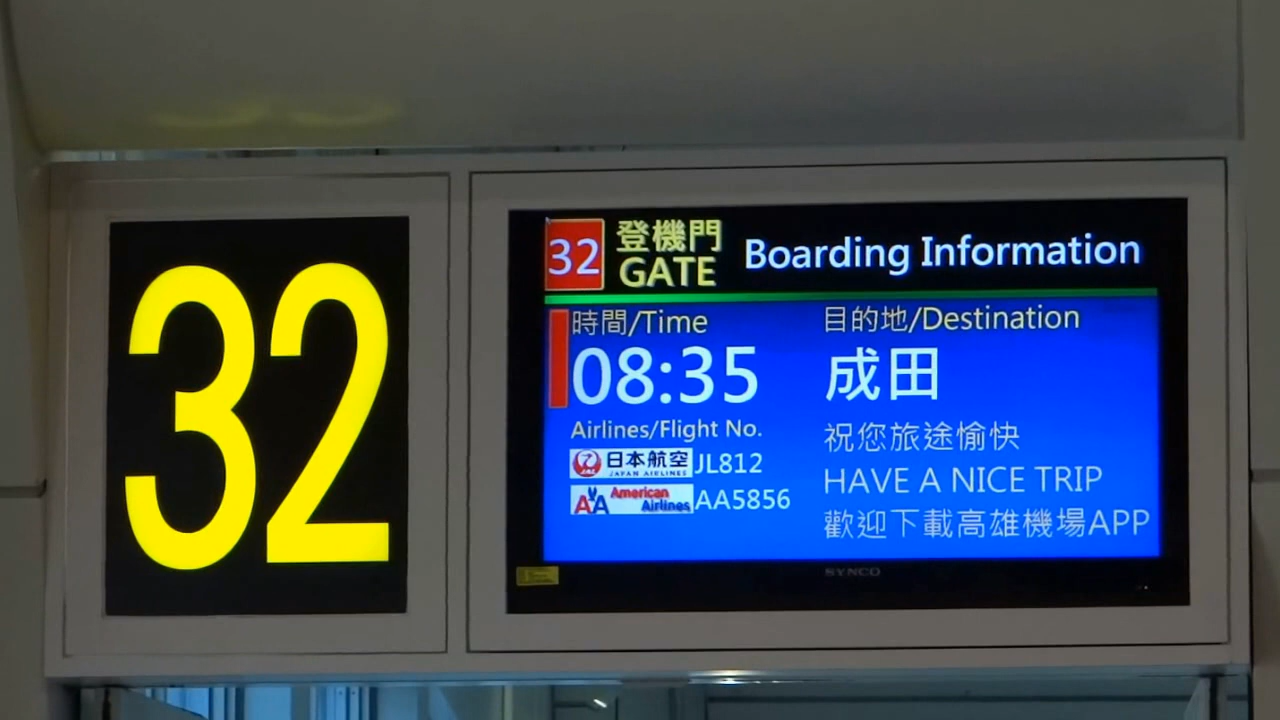 32
32
登機門
GATE
Boarding Information
時間/Time
08:35
目的地/Destination
成田
Airlines/Flight No.
JAL 日本航空 JL812
JAPAN AIRLINES
AA American Airlines AA5856
祝您旅途愉快
HAVE A NICE TRIP
歡迎下載高雄機場APP
SYNCO